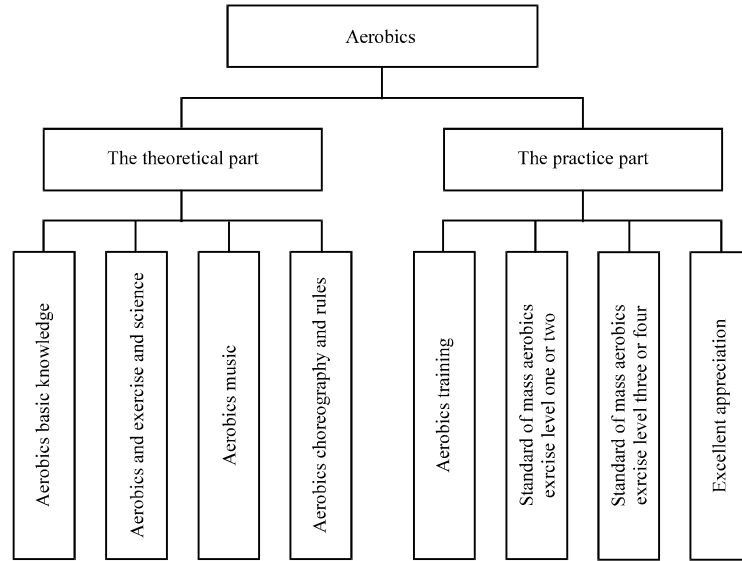 Aerobics
The theoretical part
The practice part
Aerobics basic knowledge
Aerobics and exercise and science
Aerobics music
Aerobics choreography and rules
Aerobics training
Standard of mass aerobics
exrcise level one or two
Standard of mass aerobics
exrcise level three or four
Excellent appreciation